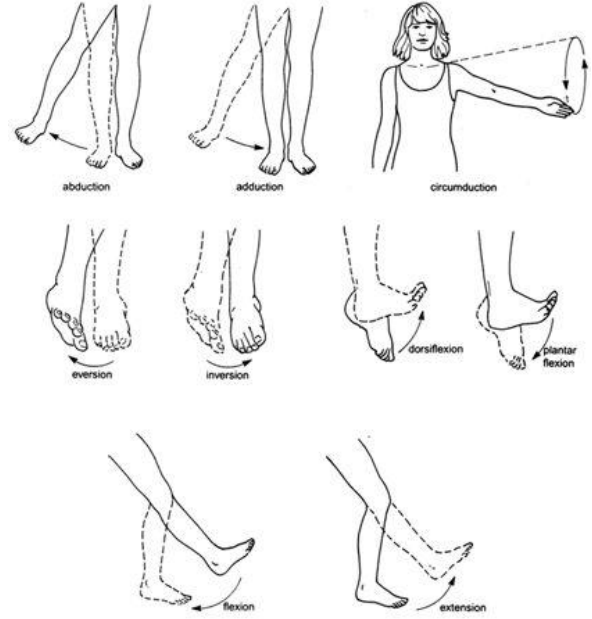 abduction
adduction
circumduction
eversion
inversion
dorsiflexion
plantar
flexion
flexion
extension